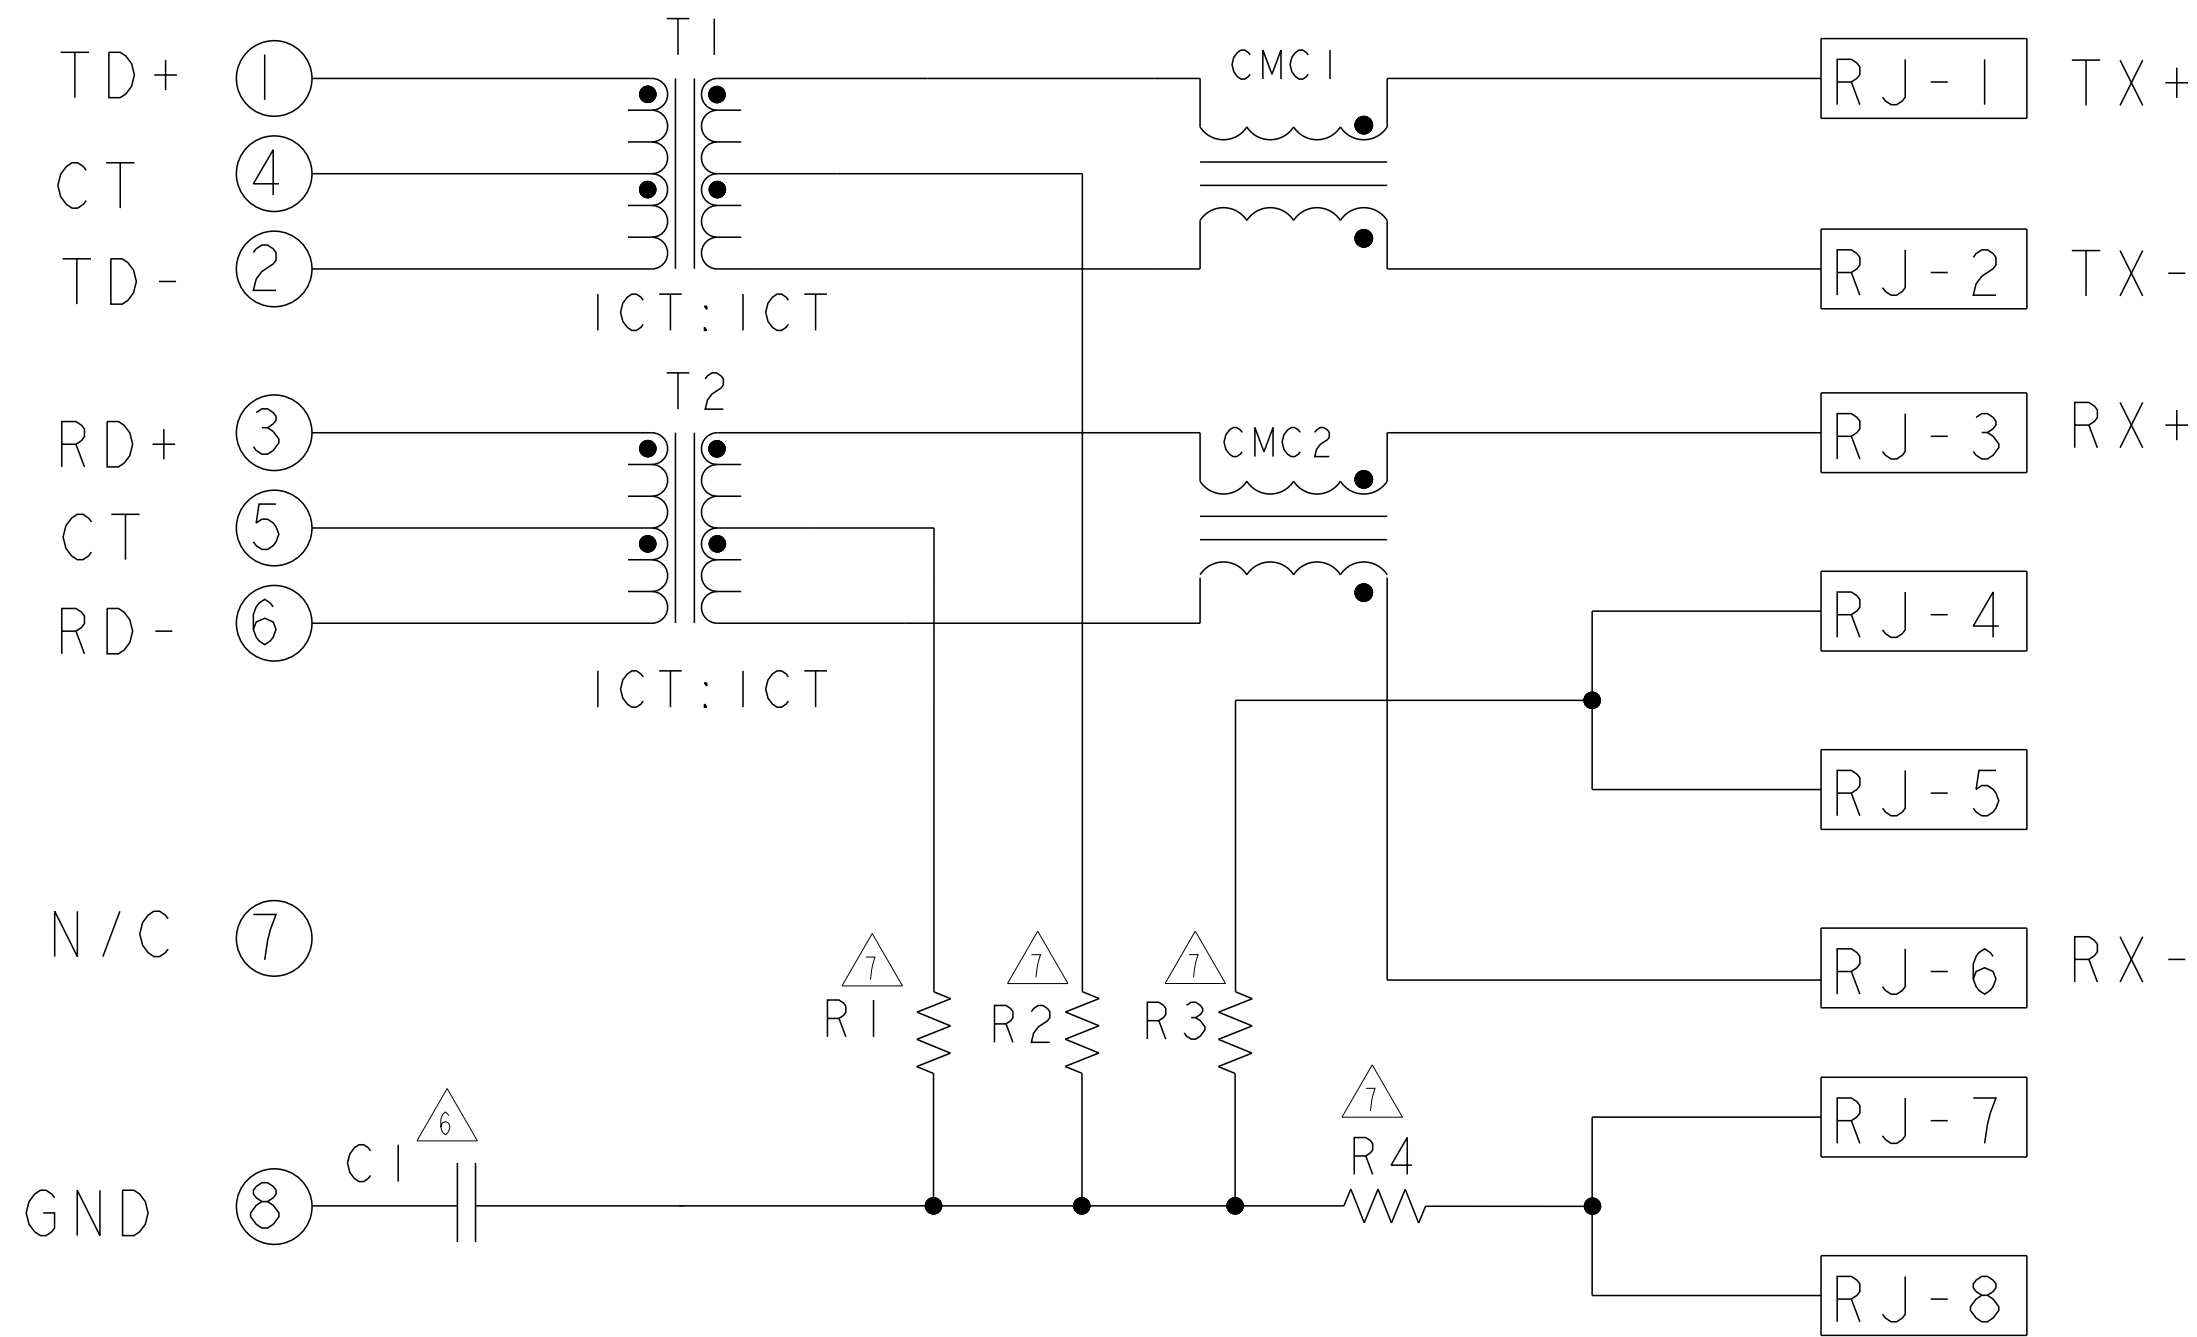 T1
TD+ 1 CMC1 RJ-1 TX+
CT 4
TD- 2 RJ-2 TX-
1CT:1CT
T2
RD+ 3 CMC2 RJ-3 RX+
CT 5
RD- 6 RJ-4
1CT:1CT
RJ-5
N/C 7 RJ-6 RX-
7 7 7
R1 R2 R3
7
6 RJ-7
C1 R4
GND 8
RJ-8